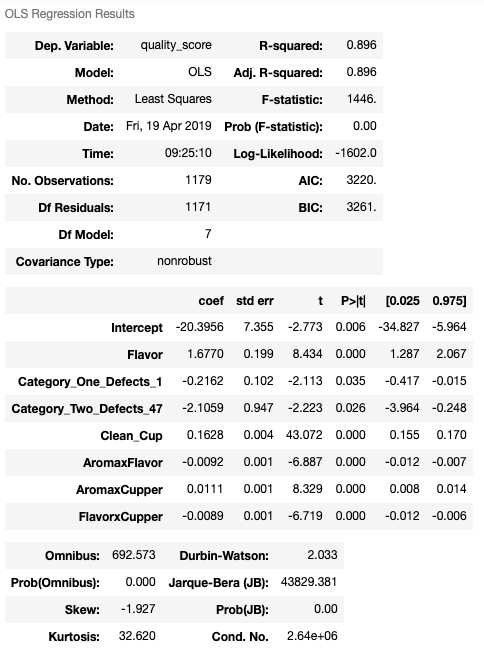 OLS Regression Results
Dep. Variable: quality_score R-squared: 0.896
Model: OLS Adj. R-squared: 0.896
Method: Least Squares F-statistic: 1446.
Date: Fri, 19 Apr 2019 Prob (F-statistic): 0.00
Time: 09:25:10 Log-Likelihood: -1602.0
No. Observations: 1179 AIC: 3220.
Df Residuals: 1171 BIC: 3261.
Df Model: 7
Covariance Type: nonrobust
coef std err t P>|t| [0.025 0.975]
Intercept -20.3956 7.355 -2.773 0.006 -34.827 -5.964
Flavor 1.6770 0.199 8.434 0.000 1.287 2.067
Category_One_Defects_1 -0.2162 0.102 -2.113 0.035 -0.417 -0.015
Category_Two_Defects_47 -2.1059 0.947 -2.223 0.026 -3.964 -0.248
Clean_Cup 0.1628 0.004 43.072 0.000 0.155 0.170
AromaxFlavor -0.0092 0.001 -6.887 0.000 -0.012 -0.007
AromaxCupper 0.0111 0.001 8.329 0.000 0.008 0.014
FlavorxCupper -0.0089 0.001 -6.719 0.000 -0.012 -0.006
Omnibus: 692.573 Durbin-Watson: 2.033
Prob(Omnibus): 0.000 Jarque-Bera (JB): 43829.381
Skew: -1.927 Prob(JB): 0.00
Kurtosis: 32.620 Cond. No. 2.64e+06